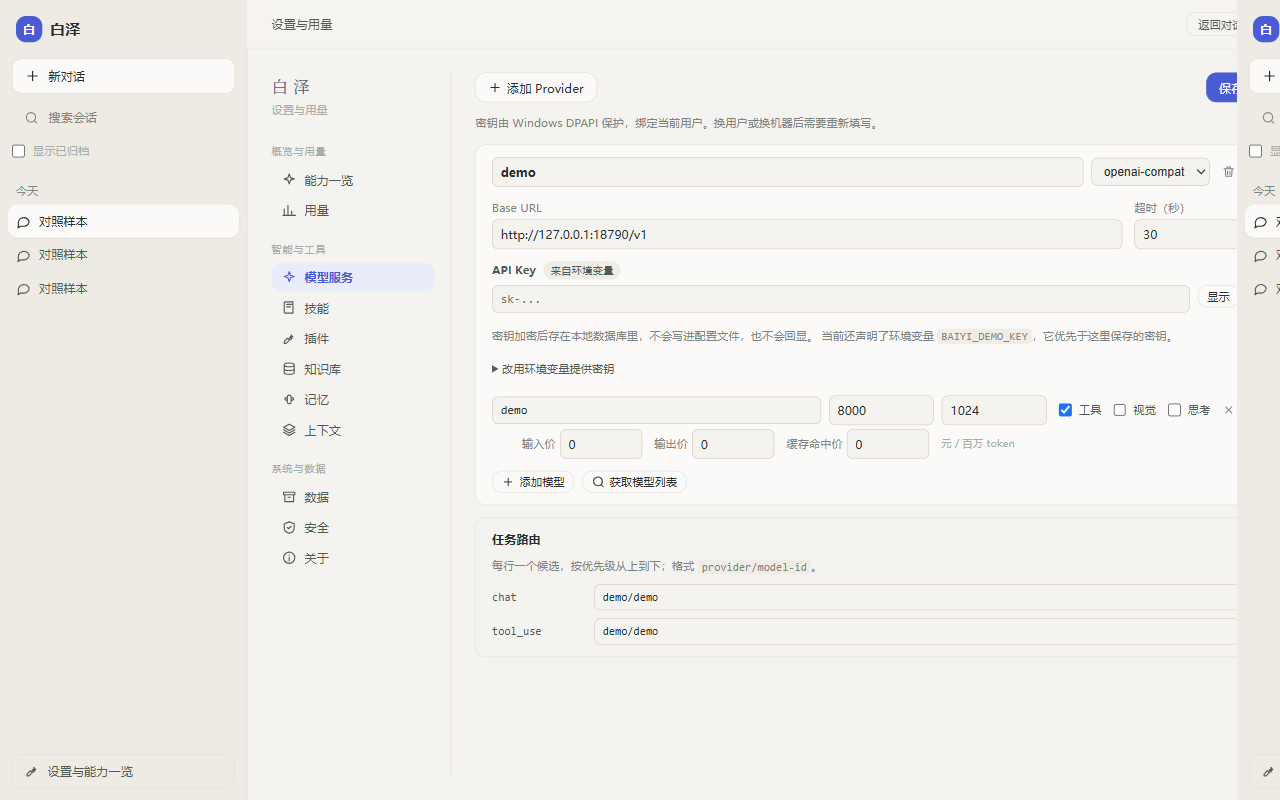 白 白泽
新对话
搜索会话
显示已归档
今天
对照样本
对照样本
对照样本
设置与能力一览
设置与用量
返回对
白泽
设置与用量
概览与用量
能力一览
用量
智能与工具
模型服务
技能
插件
知识库
记忆
上下文
系统与数据
数据
安全
关于
添加 Provider
保
密钥由 Windows DPAPI 保护，绑定当前用户。换用户或换机器后需要重新填写。
demo
openai-compat
Base URL
超时（秒）
http://127.0.0.1:18790/v1
30
API Key 来自环境变量
sk-...
显示
密钥加密后存在本地数据库里，不会写进配置文件，也不会回显。 当前还声明了环境变量 BAIYI_DEMO_KEY，它优先于这里保存的密钥。
改用环境变量提供密钥
demo 8000 1024 工具 视觉 思考
输入价 0 输出价 0 缓存命中价 0 元 / 百万 token
添加模型 获取模型列表
任务路由
每行一个候选，按优先级从上到下；格式 provider/model-id 。
chat demo/demo
tool_use demo/demo
白
今天